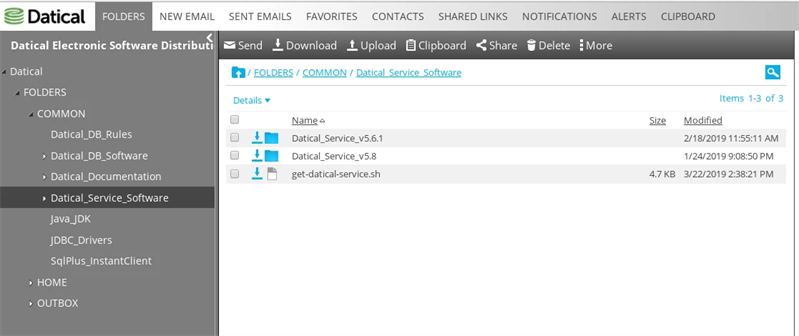 Datical FOLDERS NEW EMAIL SENT EMAILS FAVORITES CONTACTS SHARED LINKS NOTIFICATIONS ALERTS CLIPBOARD
Datical Electronic Software Distributi
Send Download Upload Clipboard Share Delete More
Datical
FOLDERS
COMMON
Datical_DB_Rules
Datical_DB_Software
Datical_Documentation
Datical_Service_Software
Java_JDK
JDBC_Drivers
SqlPlus_InstantClient
HOME
OUTBOX
/ FOLDERS / COMMON / Datical_Service_Software
Details Items 1-3 of 3
Name Size Modified
Datical_Service_v5.6.1 2/18/2019 11:55:11 AM
Datical_Service_v5.8 1/24/2019 9:08:50 PM
get-datical-service.sh 4.7 KB 3/22/2019 2:38:21 PM